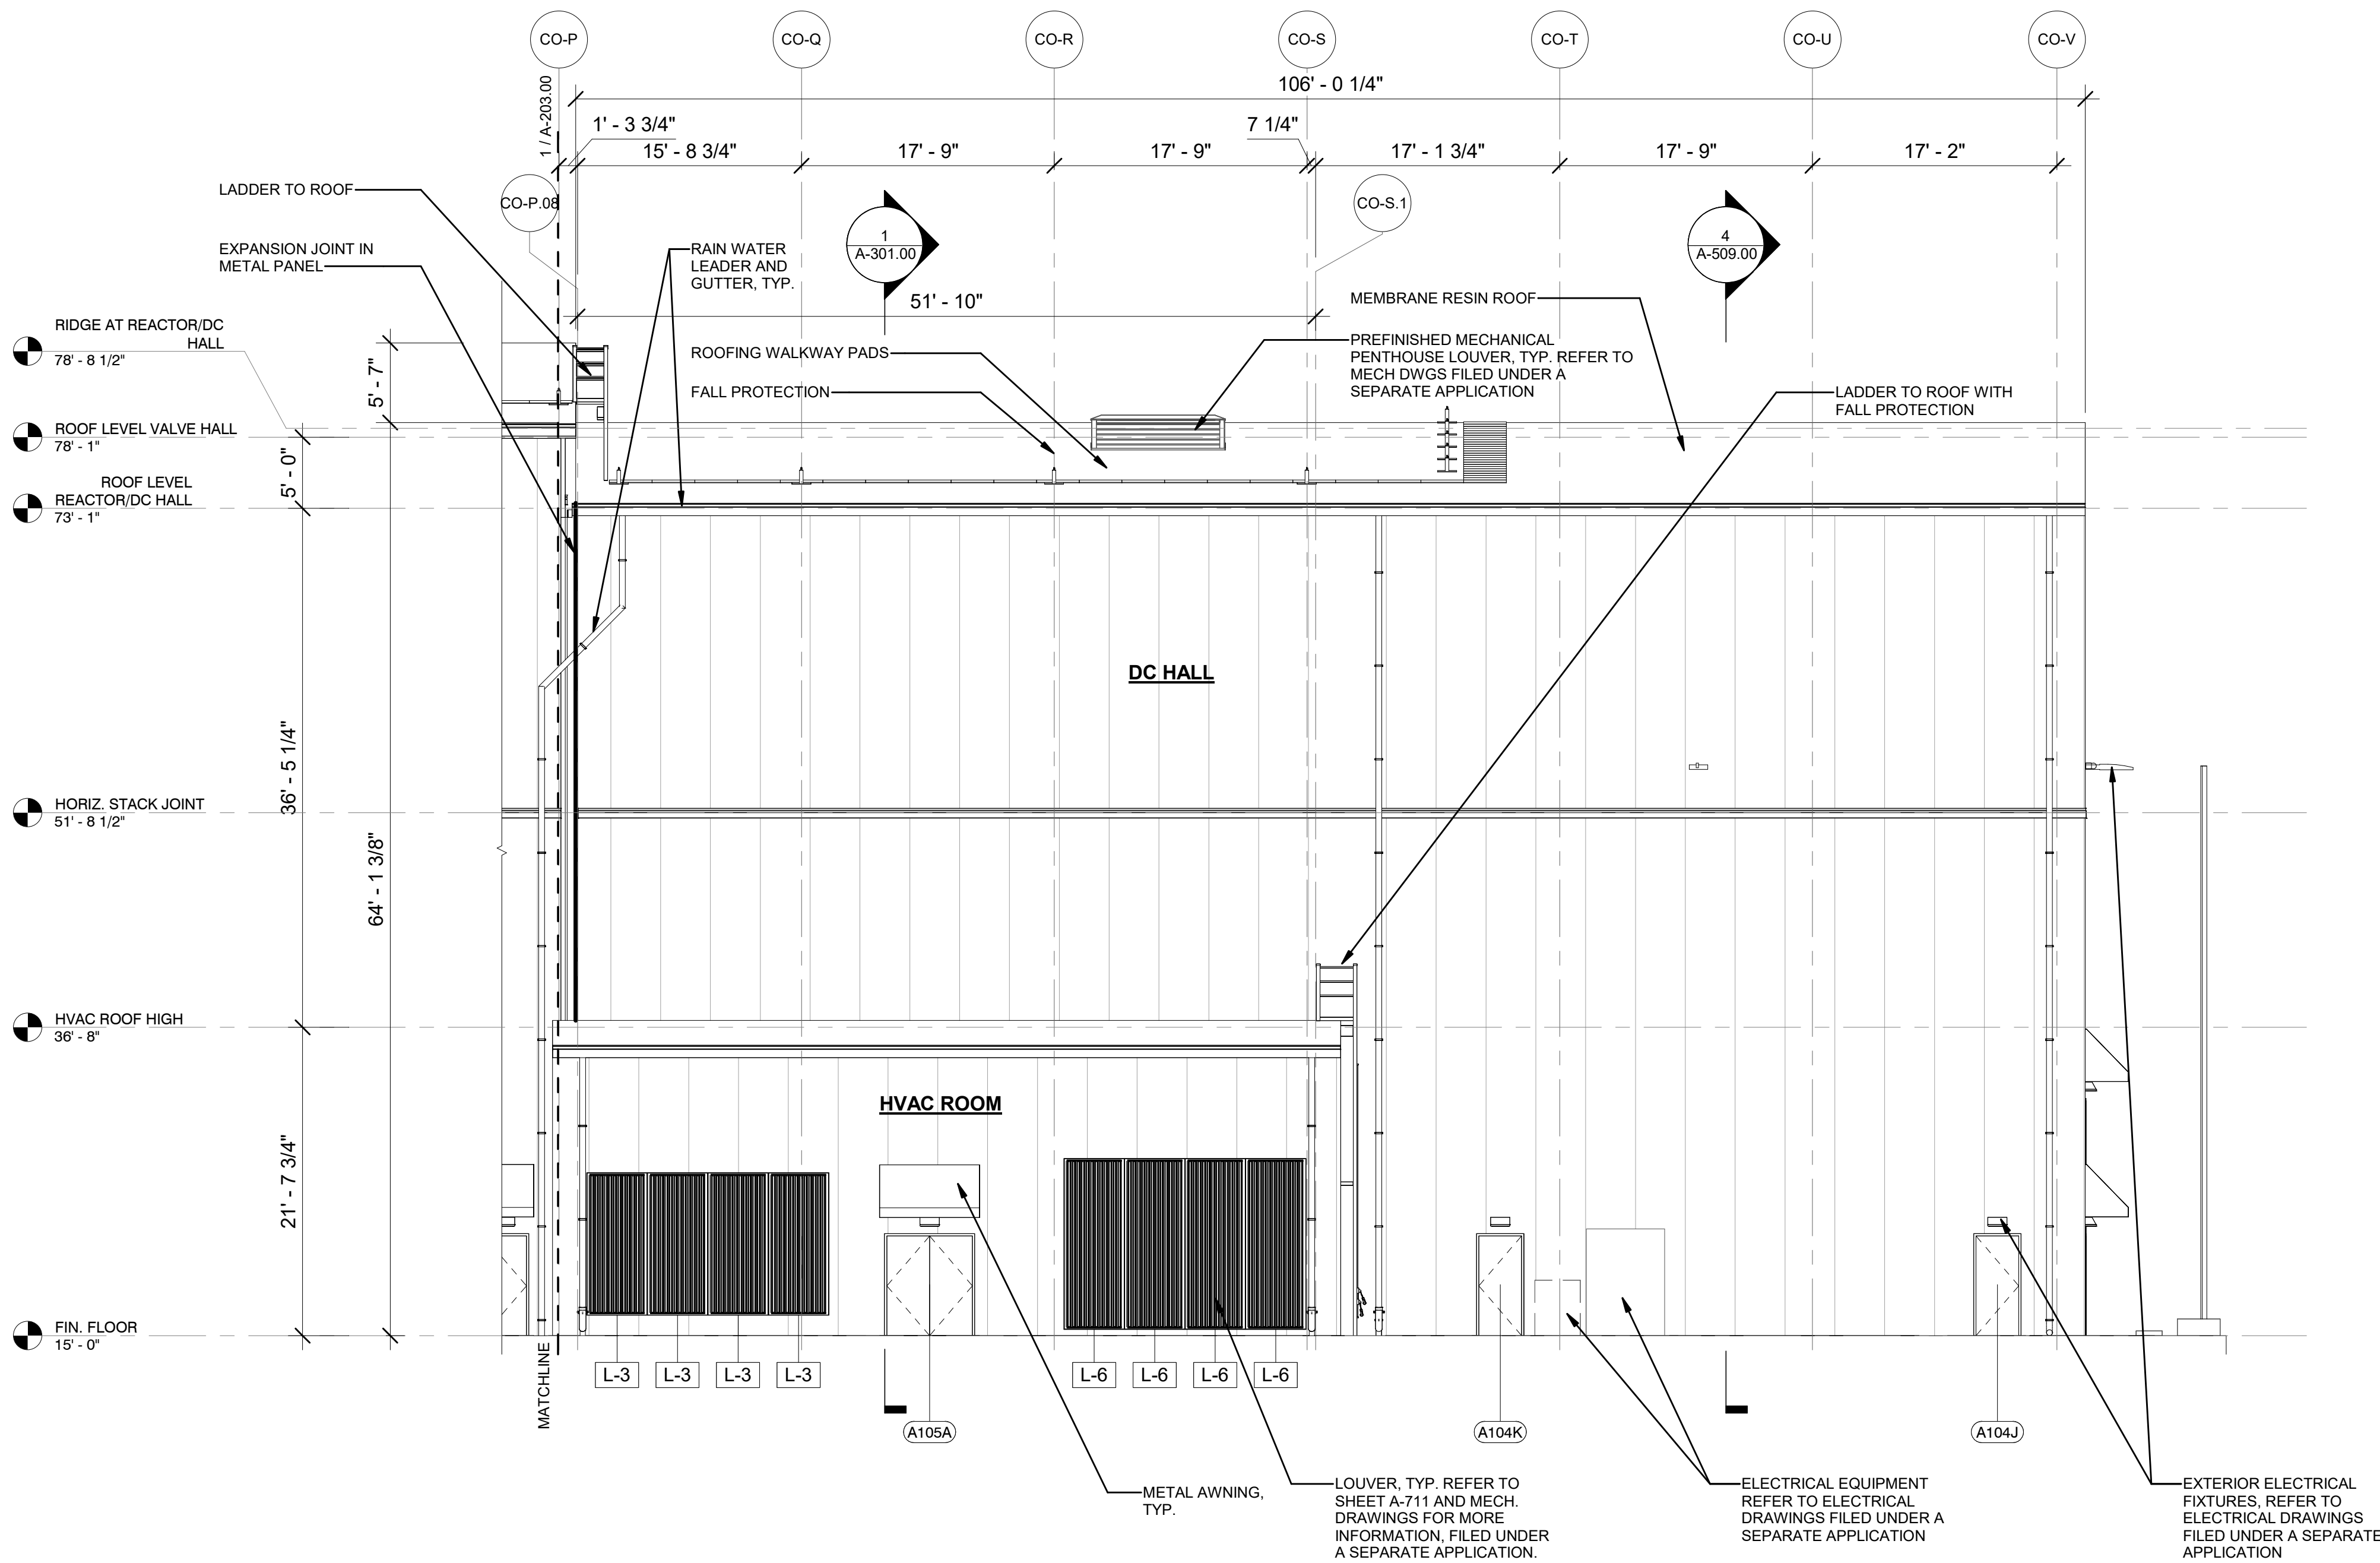 CO-P
CO-Q
CO-R
CO-S
CO-T
CO-U
CO-V
1 / A-203.00
106' - 0 1/4"
1' - 3 3/4"
7 1/4"
15' - 8 3/4"
17' - 9"
17' - 9"
17' - 1 3/4"
17' - 9"
17' - 2"
LADDER TO ROOF
CO-P.08
CO-S.1
EXPANSION JOINT IN
METAL PANEL
RAIN WATER
LEADER AND
GUTTER, TYP.
1
A-301.00
4
A-509.00
51' - 10"
MEMBRANE RESIN ROOF
RIDGE AT REACTOR/DC
HALL
78' - 8 1/2"
ROOFING WALKWAY PADS
PREFINISHED MECHANICAL
PENTHOUSE LOUVER, TYP. REFER TO
MECH DWGS FILED UNDER A
SEPARATE APPLICATION
5' - 7"
FALL PROTECTION
LADDER TO ROOF WITH
FALL PROTECTION
ROOF LEVEL VALVE HALL
78' - 1"
5' - 0"
ROOF LEVEL
REACTOR/DC HALL
73' - 1"
DC HALL
36' - 5 1/4"
HORIZ. STACK JOINT
51' - 8 1/2"
64' - 1 3/8"
HVAC ROOF HIGH
36' - 8"
HVAC ROOM
21' - 7 3/4"
FIN. FLOOR
15' - 0"
MATCHLINE
L-3
L-3
L-3
L-3
L-6
L-6
L-6
L-6
A105A
A104K
A104J
METAL AWNING,
TYP.
LOUVER, TYP. REFER TO
SHEET A-711 AND MECH.
DRAWINGS FOR MORE
INFORMATION, FILED UNDER
A SEPARATE APPLICATION.
ELECTRICAL EQUIPMENT
REFER TO ELECTRICAL
DRAWINGS FILED UNDER A
SEPARATE APPLICATION
EXTERIOR ELECTRICAL
FIXTURES, REFER TO
ELECTRICAL DRAWINGS
FILED UNDER A SEPARATE
APPLICATION